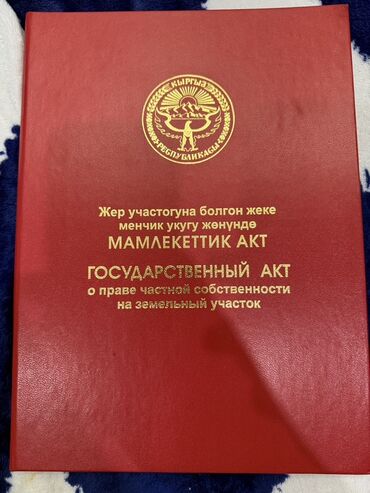 КЫРГЫЗ
РЕСПУБЛИКАСЫ
Жер участогуна болгон жеке
менчик укугу жөнүндө
МАМЛЕКЕТТИК АКТ
ГОСУДАРСТВЕННЫЙ АКТ
о праве частной собственности
на земельный участок